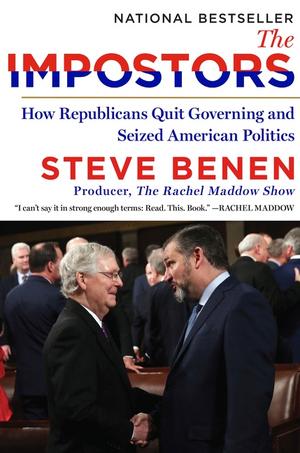 NATIONAL BESTSELLER
The
IMPOSTORS
How Republicans Quit Governing and
Seized American Politics
STEVE BENEN
Producer, The Rachel Maddow Show
"I can't say it in strong enough terms: Read. This. Book." —RACHEL MADDOW